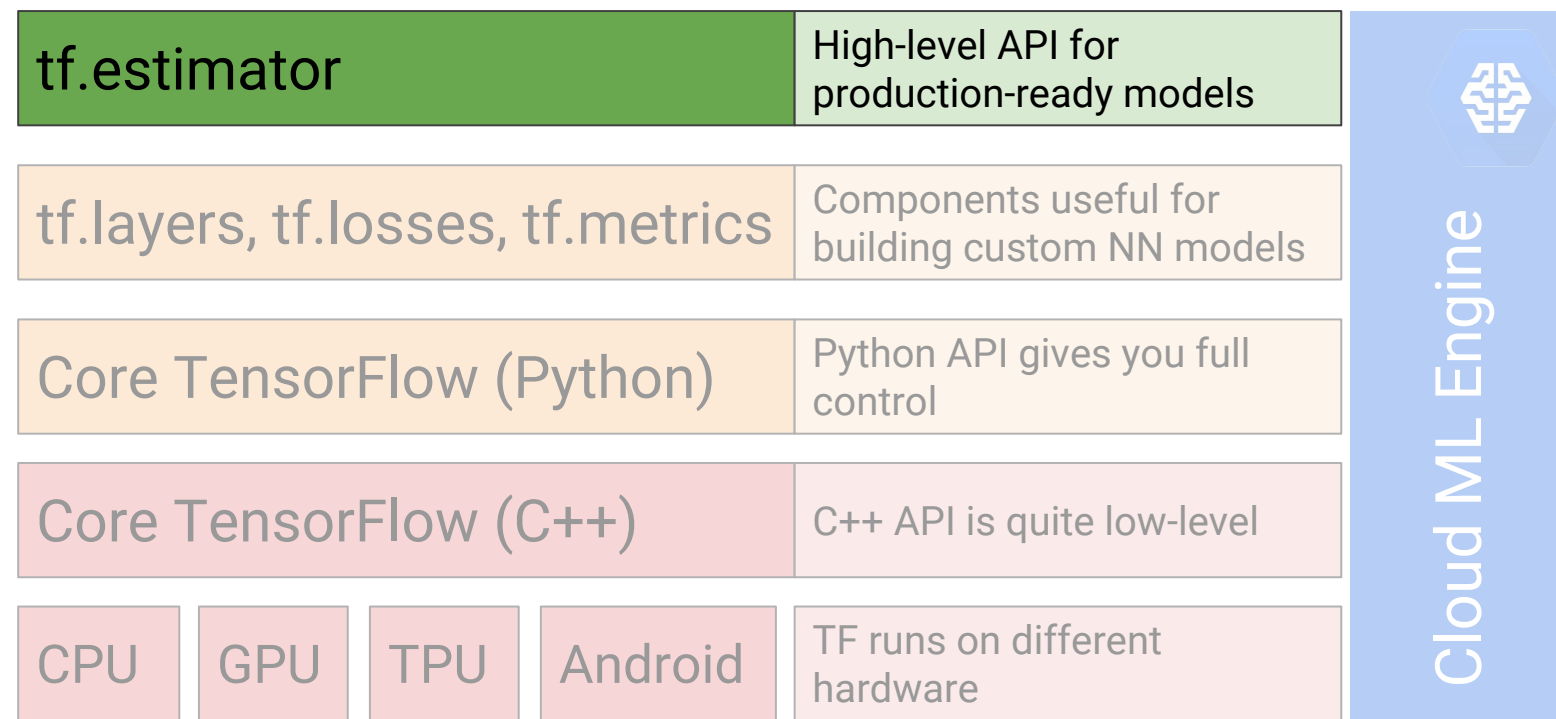 tf.estimator
High-level API for
production-ready models
tf.layers, tf.losses, tf.metrics
Components useful for
building custom NN models
Core TensorFlow (Python)
Python API gives you full
control
Core TensorFlow (C++)
C++ API is quite low-level
CPU
GPU
TPU
Android
TF runs on different
hardware
Cloud ML Engine